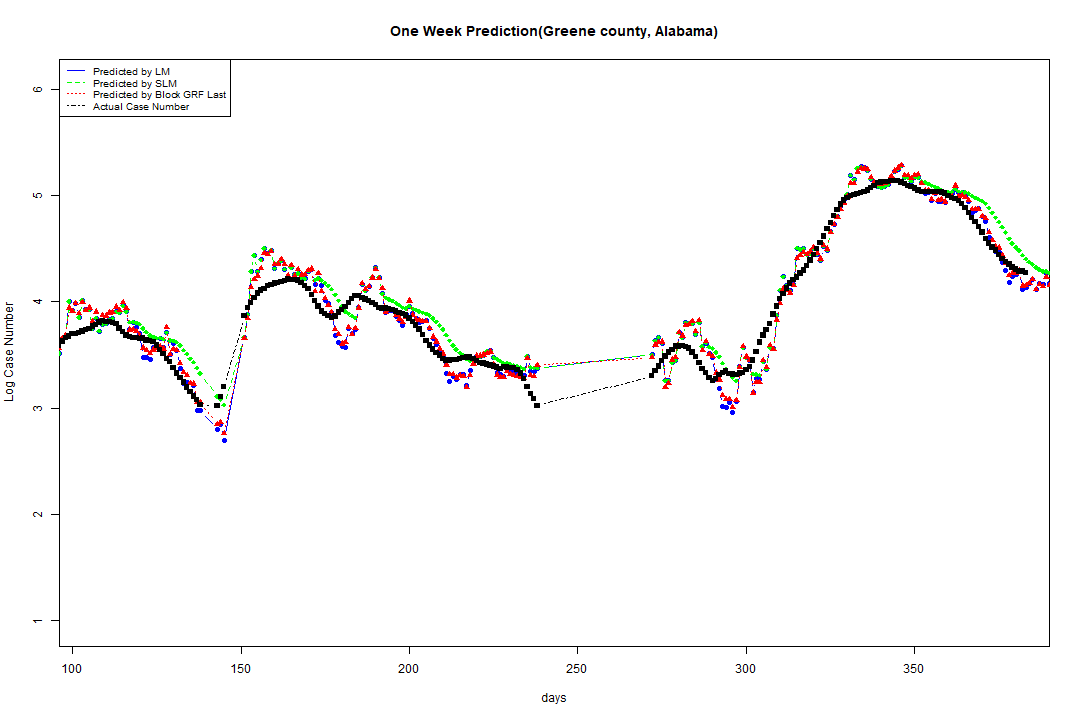 One Week Prediction(Greene county, Alabama)
Predicted by LM
Predicted by SLM
Predicted by Block GRF Last
Actual Case Number
6
5
4
3
2
1
Log Case Number
100 150 200 250 300 350
days